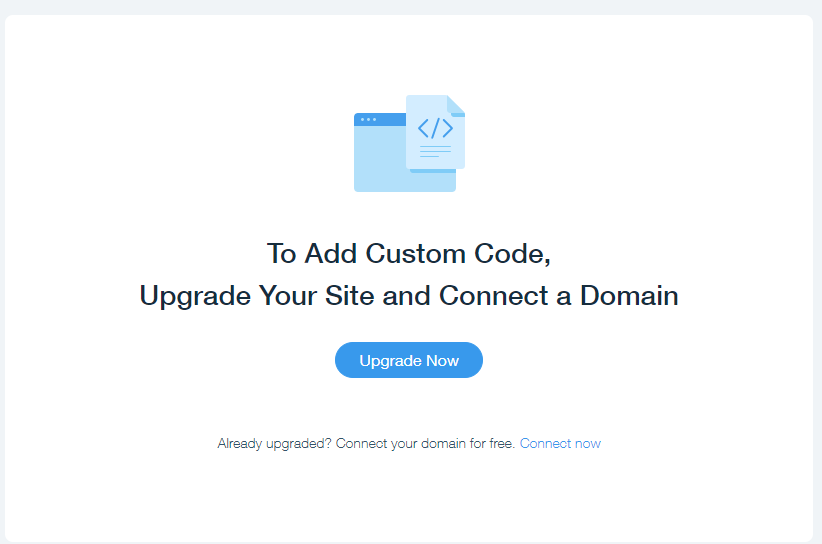 </>
To Add Custom Code,
Upgrade Your Site and Connect a Domain
Upgrade Now
Already upgraded? Connect your domain for free. Connect now